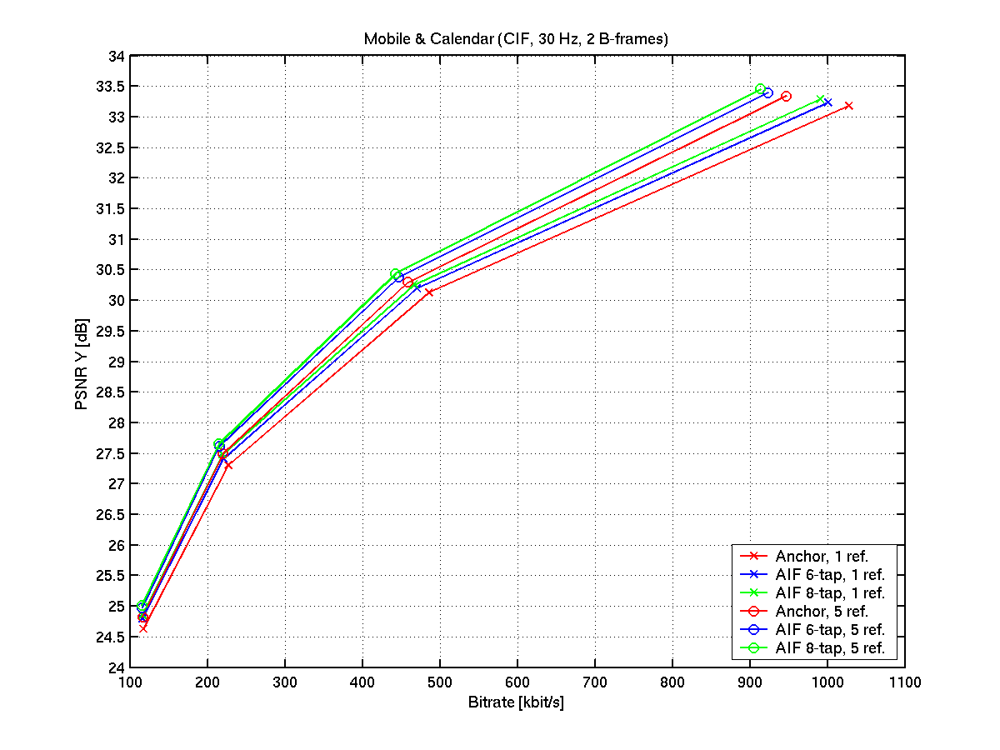 Mobile & Calendar (CIF, 30 Hz, 2 B-frames)
34
33.5
33
32.5
32
31.5
31
30.5
30
29.5
29
28.5
28
27.5
27
26.5
26
25.5
25
24.5
24
PSNR Y [dB]
100 200 300 400 500 600 700 800 900 1000 1100
Bitrate [kbit/s]
Anchor, 1 ref.
AIF 6-tap, 1 ref.
AIF 8-tap, 1 ref.
Anchor, 5 ref.
AIF 6-tap, 5 ref.
AIF 8-tap, 5 ref.